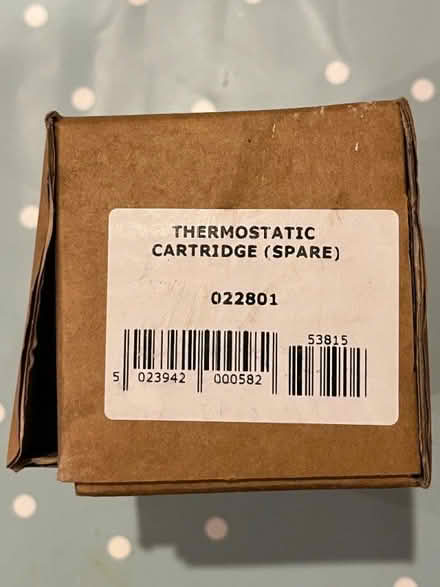 THERMOSTATIC
CARTRIDGE (SPARE)
022801
53815
5 023942 000582